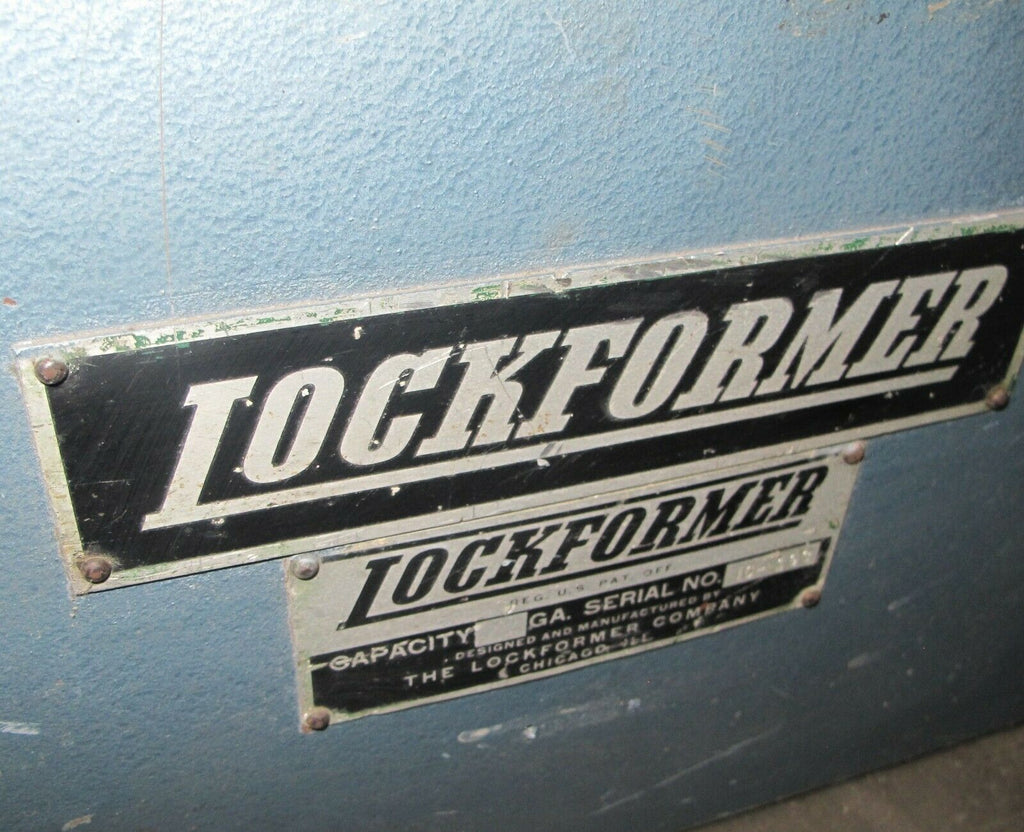 LOCKFORMER
LOCKFORMER
REG. U.S. PAT. OFF.
CAPACITY GA. SERIAL NO.
DESIGNED AND MANUFACTURED BY
THE LOCKFORMER COMPANY
CHICAGO ILL